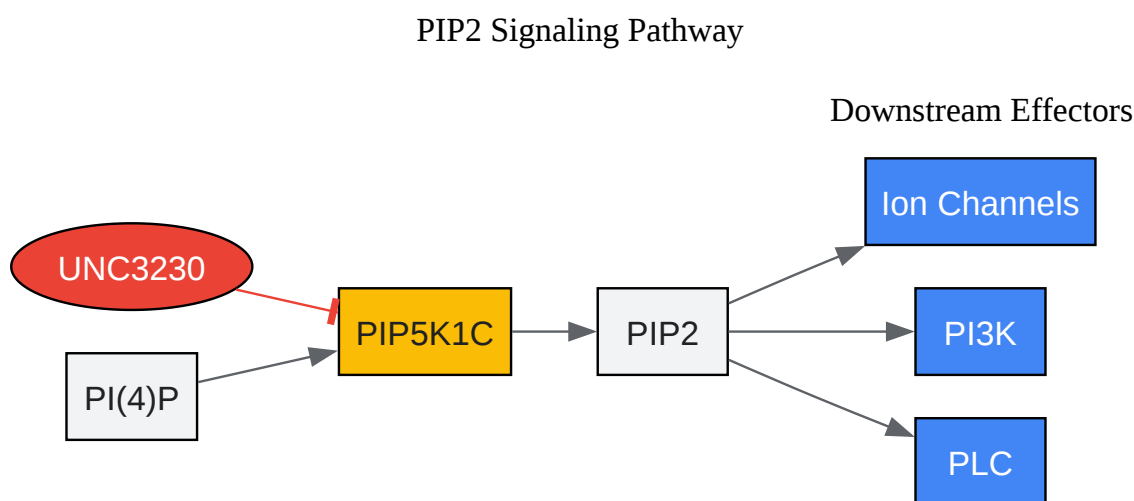 PIP2 Signaling Pathway
Downstream Effectors
Ion Channels
UNC3230
PIP5K1C
PIP2
PI3K
PI(4)P
PLC